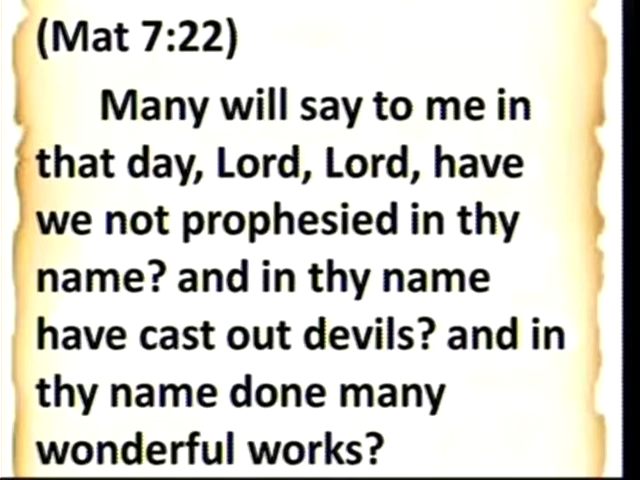 (Mat 7:22)
Many will say to me in
that day, Lord, Lord, have
we not prophesied in thy
name? and in thy name
have cast out devils? and in
thy name done many
wonderful works?